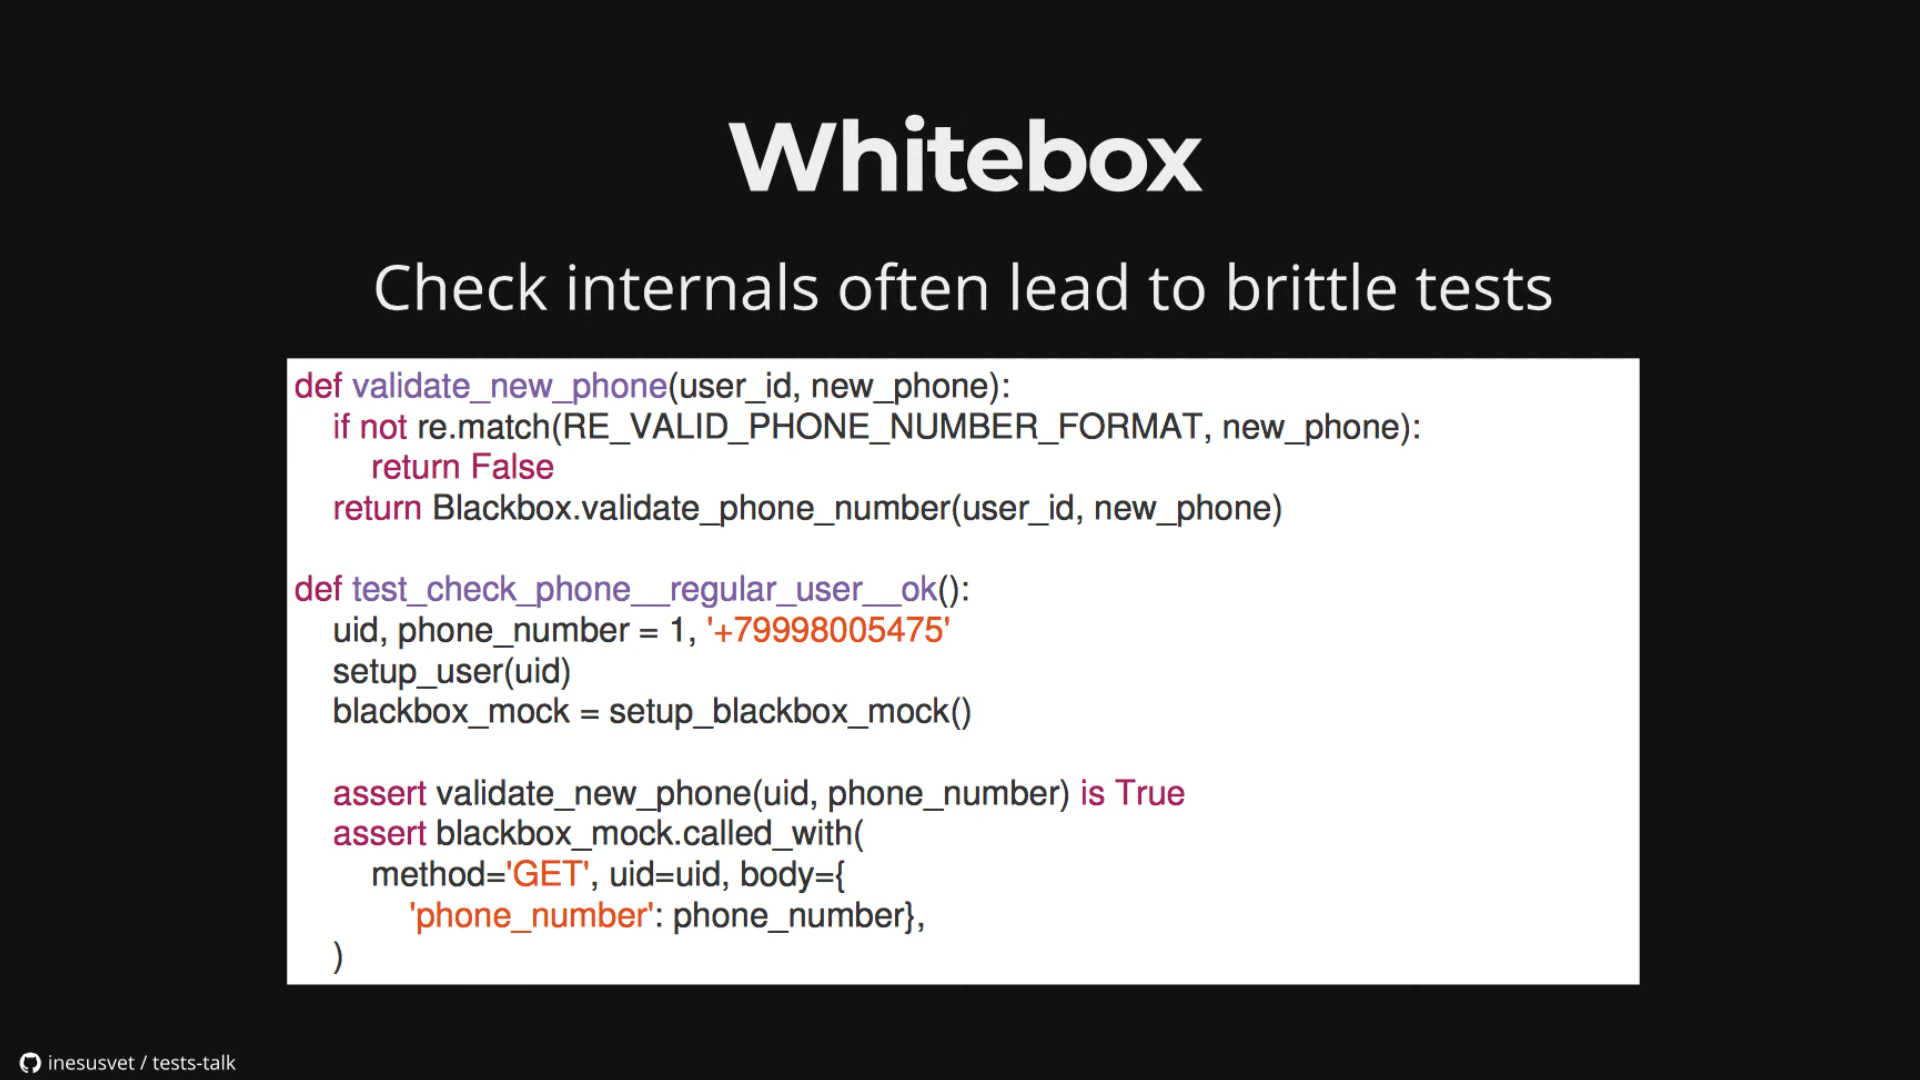 Whitebox
Check internals often lead to brittle tests
def validate_new_phone(user_id, new_phone):
    if not re.match(RE_VALID_PHONE_NUMBER_FORMAT, new_phone):
        return False
    return Blackbox.validate_phone_number(user_id, new_phone)
def test_check_phone__regular_user__ok():
    uid, phone_number = 1, '+79998005475'
    setup_user(uid)
    blackbox_mock = setup_blackbox_mock()
    assert validate_new_phone(uid, phone_number) is True
    assert blackbox_mock.called_with(
        method='GET', uid=uid, body={
            'phone_number': phone_number},
    )
inesusvet / tests-talk